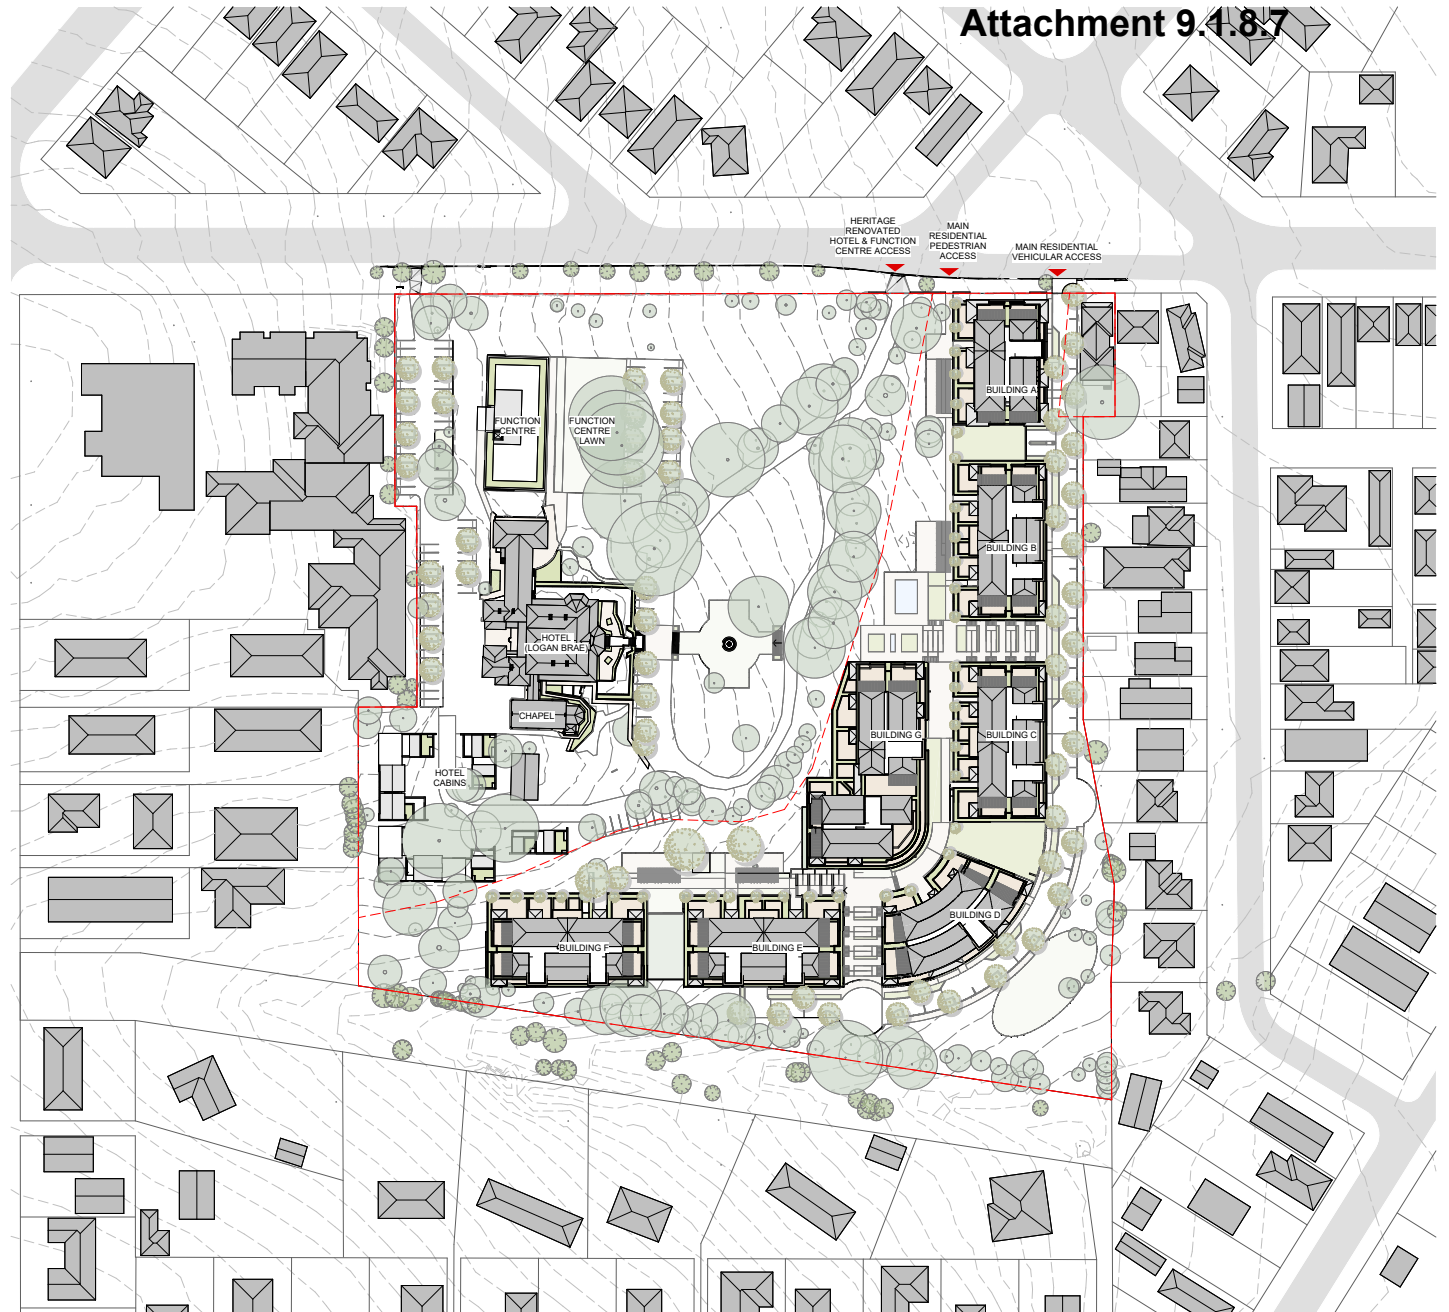 Attachment 9.1.8.7
HERITAGE
RENOVATED
HOTEL & FUNCTION
CENTRE ACCESS
MAIN
RESIDENTIAL
PEDESTRIAN
ACCESS
MAIN RESIDENTIAL
VEHICULAR ACCESS
BUILDING A
FUNCTION
CENTRE
FUNCTION
CENTRE
LAWN
BUILDING B
HOTEL
(LOGAN BRAE)
CHAPEL
BUILDING G
BUILDING C
HOTEL
CABINS
BUILDING D
BUILDING F
BUILDING E